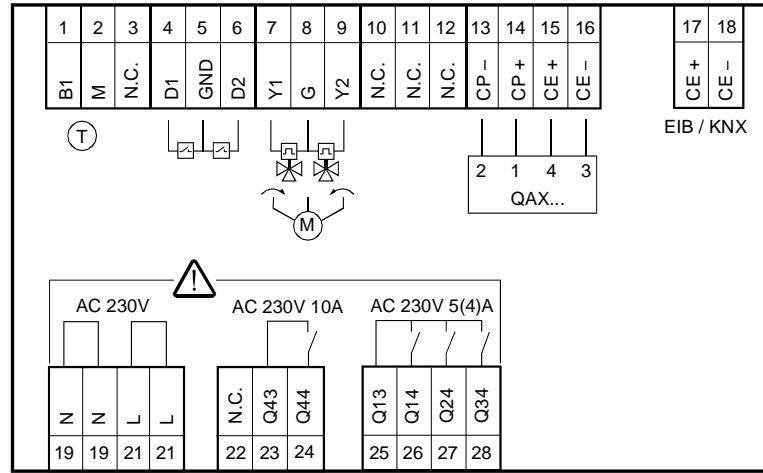 1 2 3 4 5 6 7 8 9 10 11 12 13 14 15 16 17 18
B1 M N.C. D1 GND D2 Y1 G Y2 N.C. N.C. N.C. CP – CP + CE + CE – CE + CE –
T
EIB / KNX
2 1 4 3
QAX...
M
!
AC 230V AC 230V 10A AC 230V 5(4)A
N N L L N.C. Q43 Q44 Q13 Q14 Q24 Q34
19 19 21 21 22 23 24 25 26 27 28